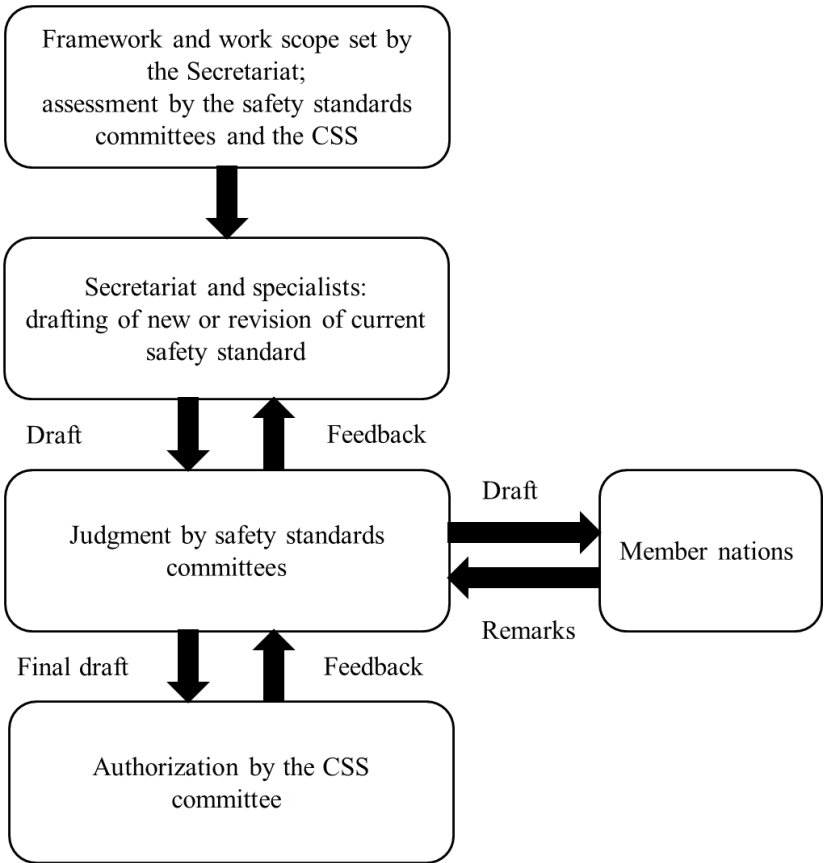 Framework and work scope set by
the Secretariat;
assessment by the safety standards
committees and the CSS
Secretariat and specialists:
drafting of new or revision of current
safety standard
Draft
Feedback
Judgment by safety standards
committees
Draft
Member nations
Remarks
Final draft
Feedback
Authorization by the CSS
committee